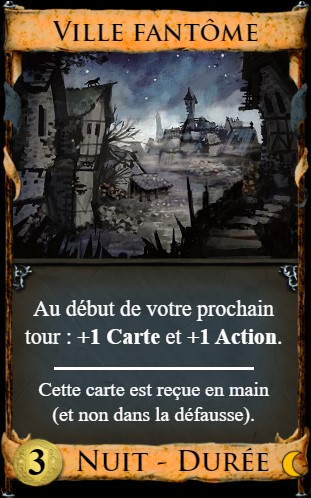 VILLE FANTÔME
Au début de votre prochain
tour : +1 Carte et +1 Action.
Cette carte est reçue en main
(et non dans la défausse).
3 NUIT - DURÉE